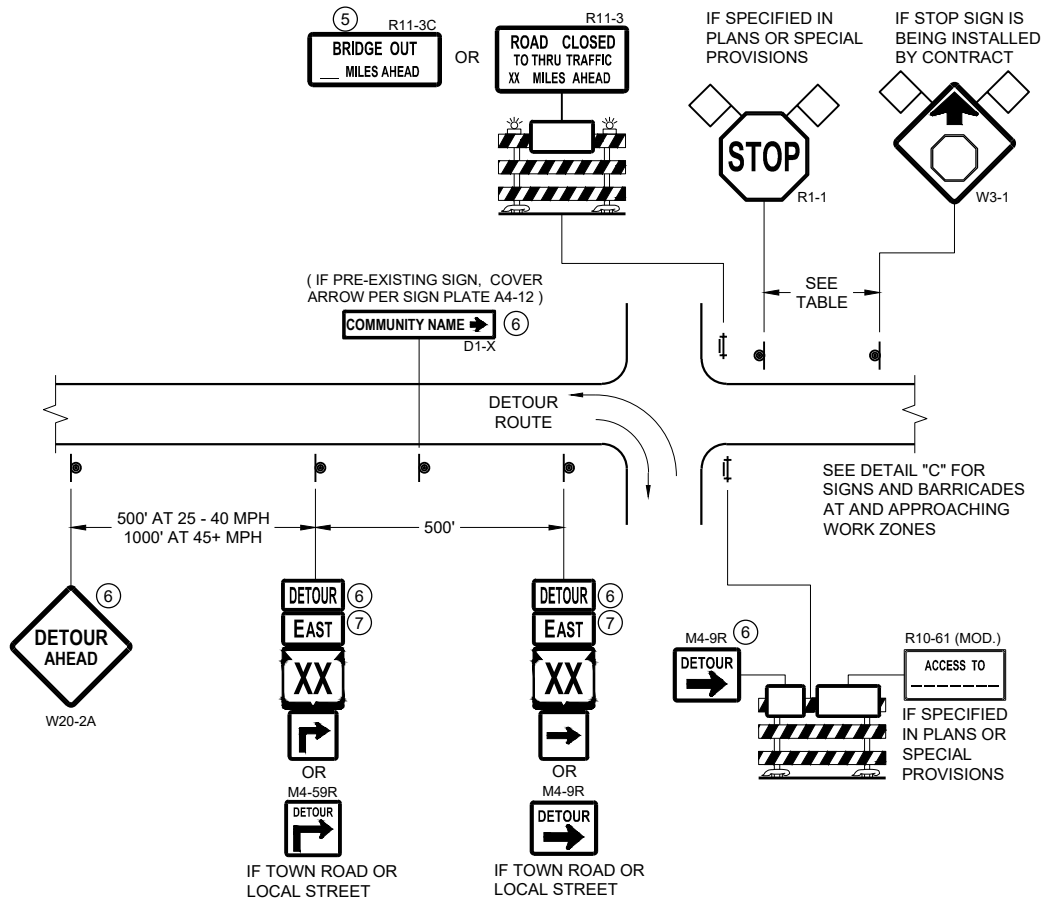 5
R11-3C
BRIDGE OUT
___ MILES AHEAD
OR
R11-3
ROAD CLOSED
TO THRU TRAFFIC
XX MILES AHEAD
IF SPECIFIED IN
PLANS OR SPECIAL
PROVISIONS
STOP
R1-1
IF STOP SIGN IS
BEING INSTALLED
BY CONTRACT
W3-1
SEE
TABLE
( IF PRE-EXISTING SIGN, COVER
ARROW PER SIGN PLATE A4-12 )
COMMUNITY NAME
6
D1-X
DETOUR
ROUTE
SEE DETAIL "C" FOR
SIGNS AND BARRICADES
AT AND APPROACHING
WORK ZONES
500' AT 25 - 40 MPH
1000' AT 45+ MPH
500'
6
DETOUR
AHEAD
W20-2A
DETOUR
6
EAST
7
XX
OR
M4-59R
DETOUR
IF TOWN ROAD OR
LOCAL STREET
DETOUR
6
EAST
7
XX
OR
M4-9R
DETOUR
IF TOWN ROAD OR
LOCAL STREET
M4-9R
6
DETOUR
R10-61 (MOD.)
ACCESS TO
_ _ _ _ _ _ _
IF SPECIFIED
IN PLANS OR
SPECIAL
PROVISIONS